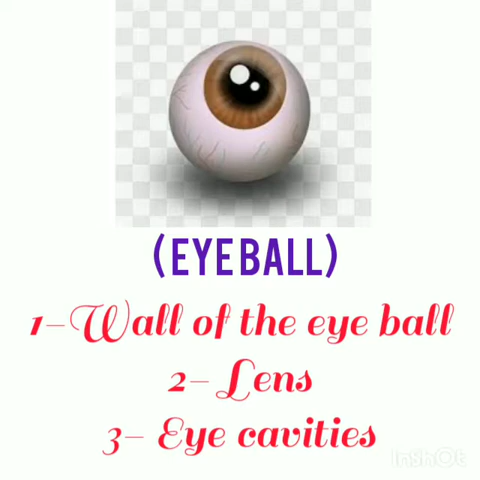 (EYEBALL)
1-Wall of the eye ball
2- Lens
3- Eye cavities
InShOt